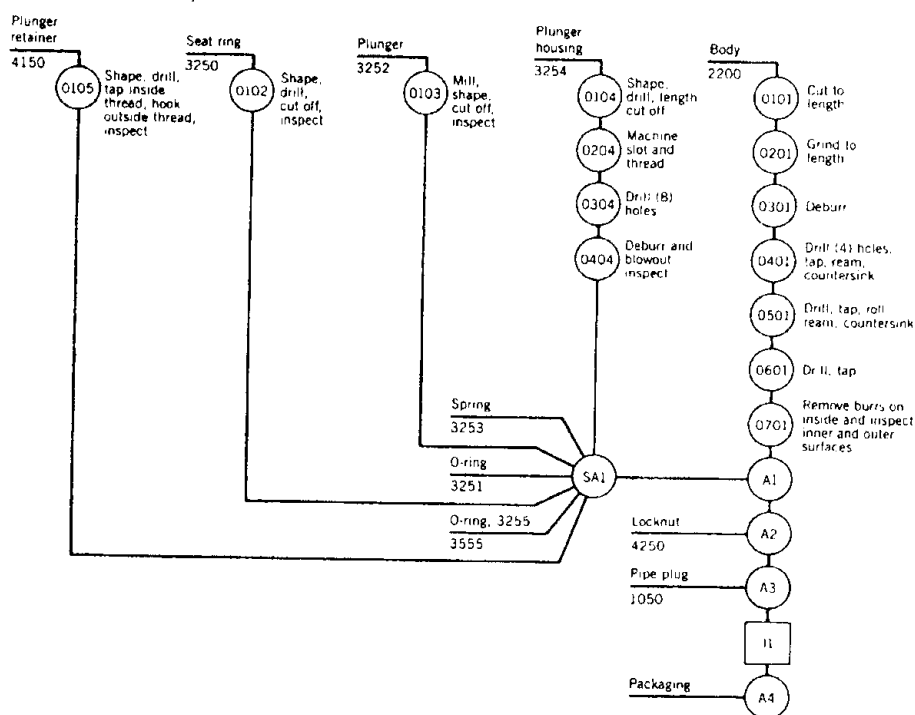 Plunger
retainer
4150
0105
Shape, drill,
tap inside
thread, hook
outside thread,
inspect
Seat ring
3250
0102
Shape,
drill,
cut off,
inspect
Plunger
3252
0103
Mill,
shape,
cut off,
inspect
Plunger
housing
3254
0104
Shape,
drill, length
cut off
0204
Machine
slot and
thread
0304
Drill (8)
holes
0404
Deburr and
blowout
inspect
Body
2200
0101
Cut to
length
0201
Grind to
length
0301
Deburr
0401
Drill (4) holes,
tap, ream,
countersink
0501
Drill, tap, roll
ream, countersink
0601
Drill, tap
0701
Remove burrs on
inside and inspect
inner and outer
surfaces
Spring
3253
O-ring
3251
O-ring, 3255
3555
SA1
A1
Locknut
4250
A2
Pipe plug
1050
A3
I1
Packaging
A4